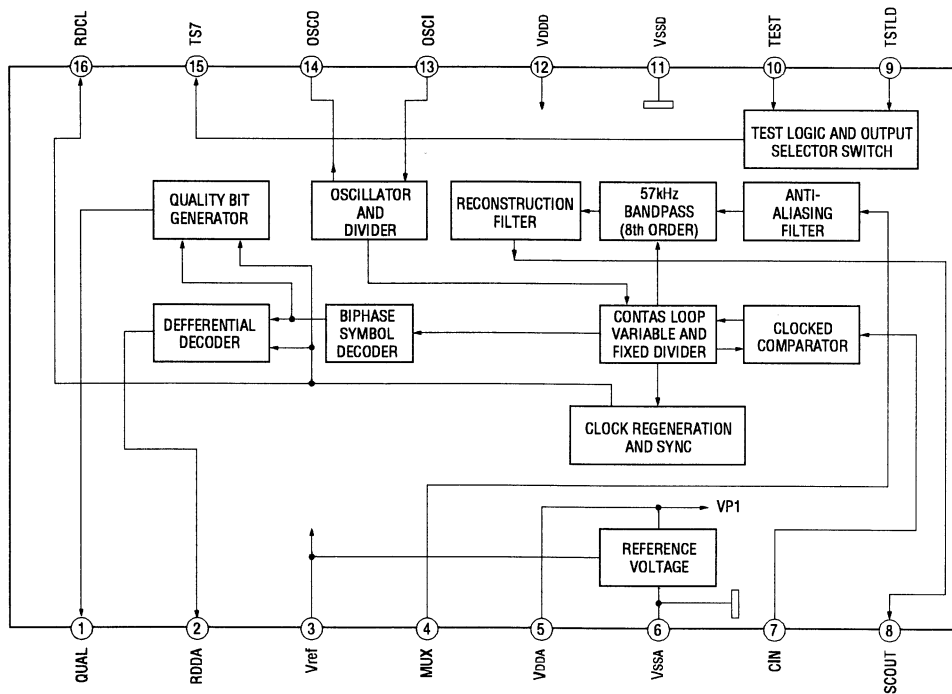 RDCL
TS7
OSCO
OSCI
VDDD
VSSD
TEST
TSTLD
16
15
14
13
12
11
10
9
TEST LOGIC AND OUTPUT
SELECTOR SWITCH
QUALITY BIT
GENERATOR
OSCILLATOR
AND
DIVIDER
RECONSTRUCTION
FILTER
57kHz
BANDPASS
(8th ORDER)
ANTI-
ALIASING
FILTER
DEFFERENTIAL
DECODER
BIPHASE
SYMBOL
DECODER
CONTAS LOOP
VARIABLE AND
FIXED DIVIDER
CLOCKED
COMPARATOR
CLOCK REGENERATION
AND SYNC
VP1
REFERENCE
VOLTAGE
1
2
3
4
5
6
7
8
QUAL
RDDA
Vref
MUX
VDDA
VSSA
CIN
SCOUT